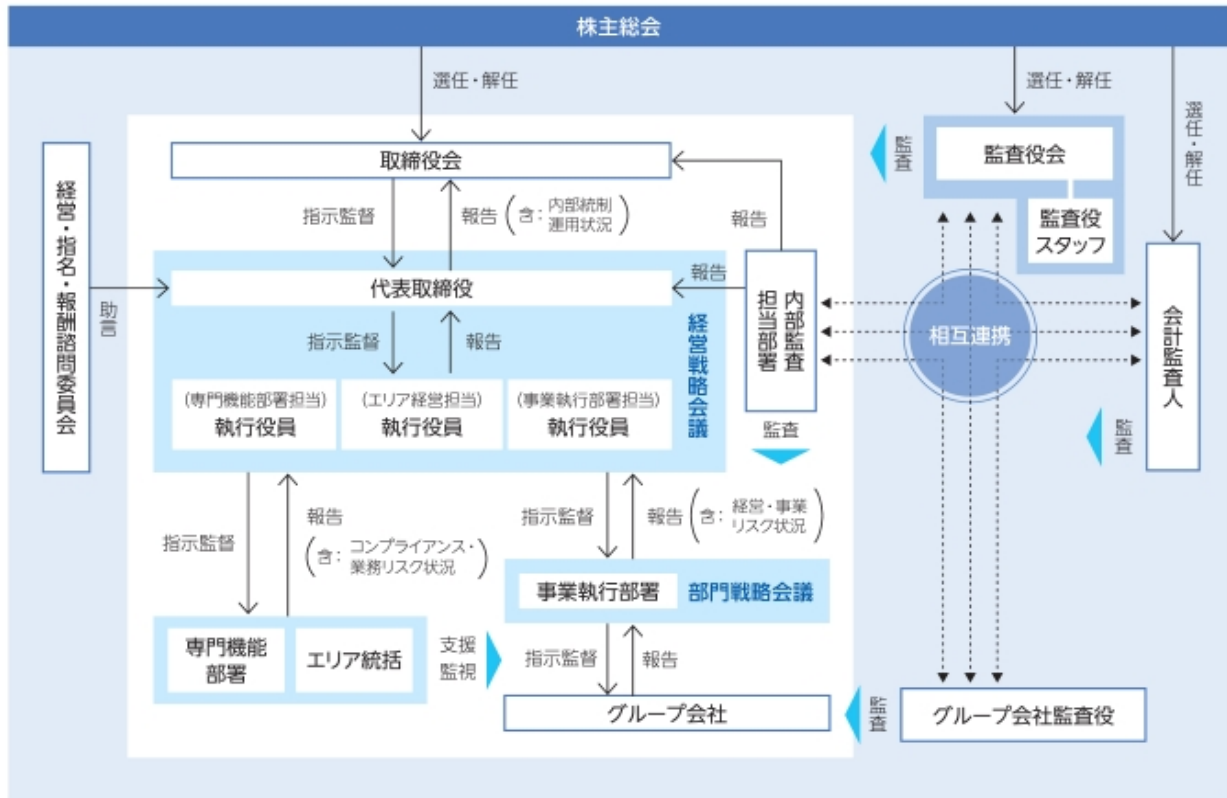 株主総会
選任・解任
選任・解任
選任・解任
取締役会
監査
監査役会
監査役
スタッフ
経営・指名・報酬諮問委員会
指示監督
報告(含：内部統制
運用状況)
報告
報告
助言
代表取締役
指示監督
報告
経営戦略会議
内部監査
担当部署
相互連携
会計監査人
(専門機能部署担当)
執行役員
(エリア経営担当)
執行役員
(事業執行部署担当)
執行役員
監査
監査
指示監督
報告
(含：コンプライアンス・
業務リスク状況)
指示監督
報告(含：経営・事業
リスク状況)
事業執行部署
部門戦略会議
専門機能
部署
エリア統括
支援
監視
指示監督
報告
グループ会社
監査
グループ会社監査役